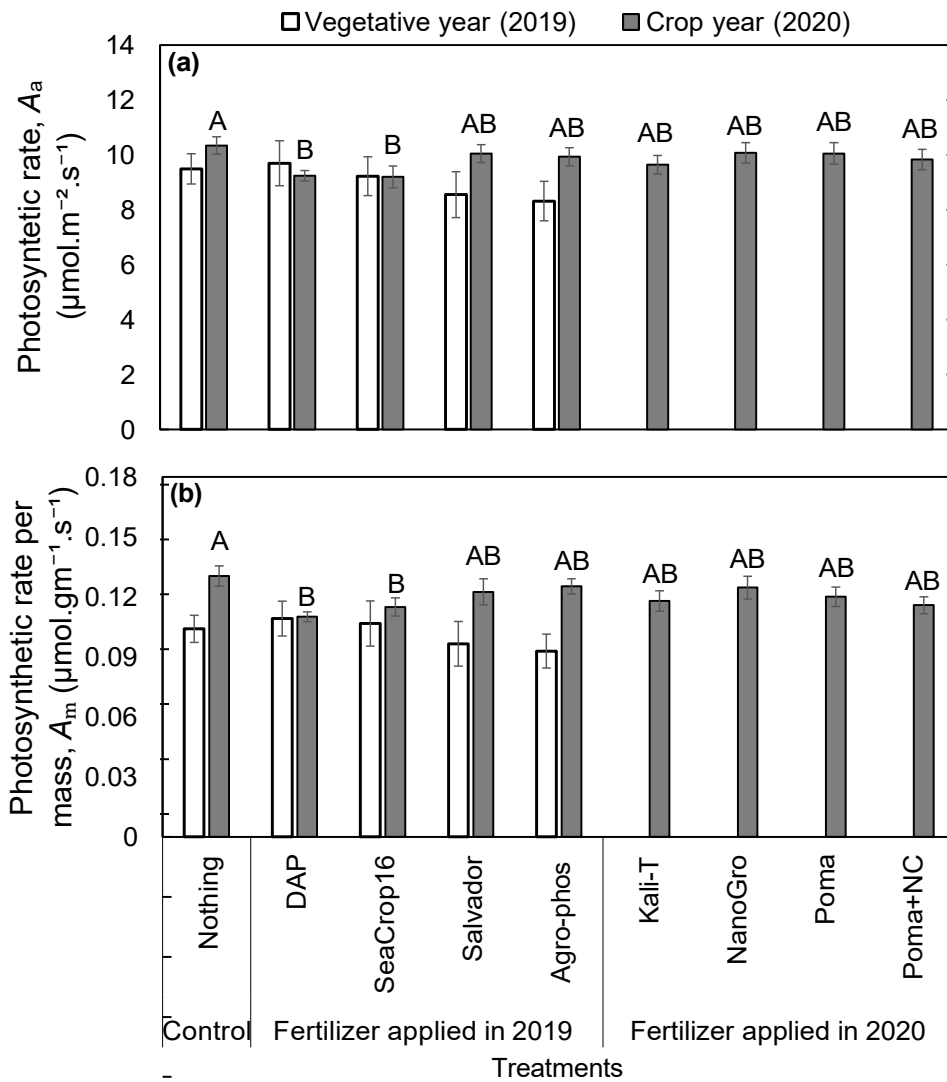 Vegetative year (2019) Crop year (2020)
(a)
Photosyntetic rate, Aa
(µmol.m⁻².s⁻¹)
14
12
10
8
6
4
2
0
A
B
B
AB
AB
AB
AB
AB
AB
(b)
Photosynthetic rate per
mass, Am (µmol.gm⁻¹.s⁻¹)
0.18
0.15
0.12
0.09
0.06
0.03
0
A
B
B
AB
AB
AB
AB
AB
AB
Nothing
DAP
SeaCrop16
Salvador
Agro-phos
Kali-T
NanoGro
Poma
Poma+NC
Control Fertilizer applied in 2019 Fertilizer applied in 2020
Treatments